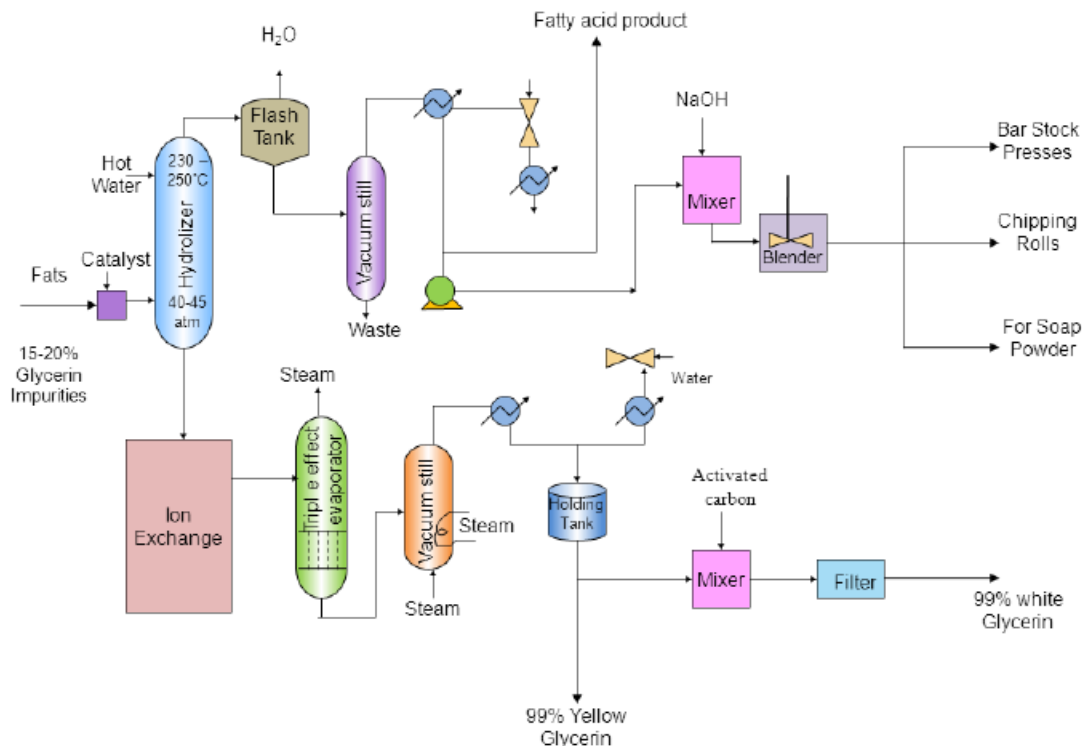 Fatty acid product
H₂O
Flash
Tank
NaOH
Bar Stock
Presses
Hot
Water
230 –
250°C
Hydrolizer
40-45
atm
Vacuum still
Mixer
Blender
Chipping
Rolls
Catalyst
Fats
Waste
For Soap
Powder
15-20%
Glycerin
Impurities
Steam
Water
Tripl e effect
evaporator
Vacuum still
Steam
Steam
Holding
Tank
Activated
carbon
Ion
Exchange
Mixer
Filter
99% white
Glycerin
99% Yellow
Glycerin